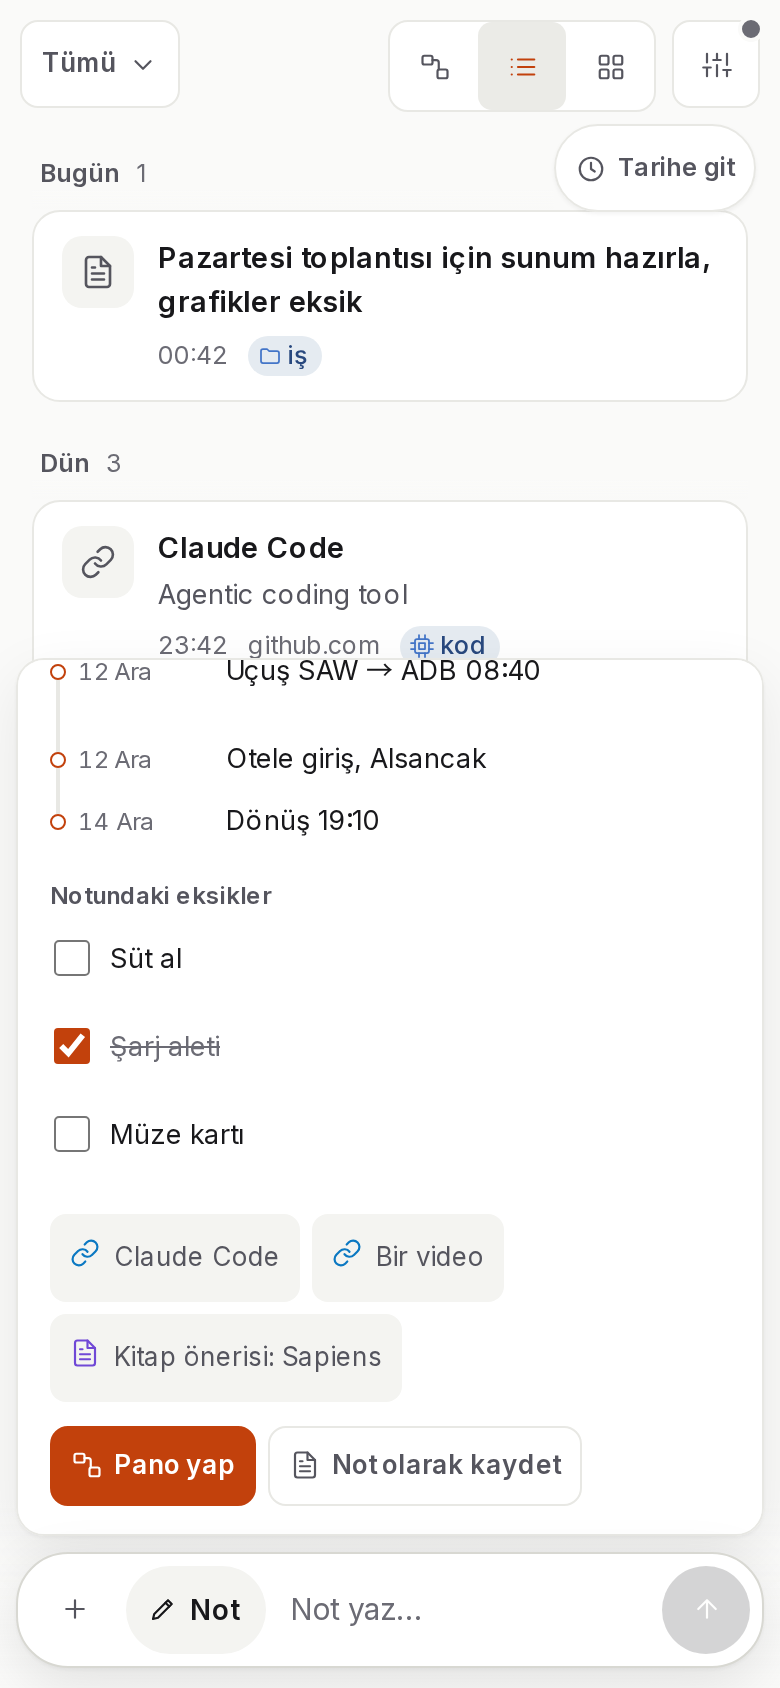 Tümü
Tarihe git
Bugün 1
Pazartesi toplantısı için sunum hazırla,
grafikler eksik
00:42 iş
Dün 3
Claude Code
Agentic coding tool
23:42 github.com kod
12 Ara Uçuş SAW → ADB 08:40
12 Ara Otele giriş, Alsancak
14 Ara Dönüş 19:10
Notundaki eksikler
Süt al
Şarj aleti
Müze kartı
Claude Code Bir video
Kitap önerisi: Sapiens
Pano yap Not olarak kaydet
Not Not yaz...